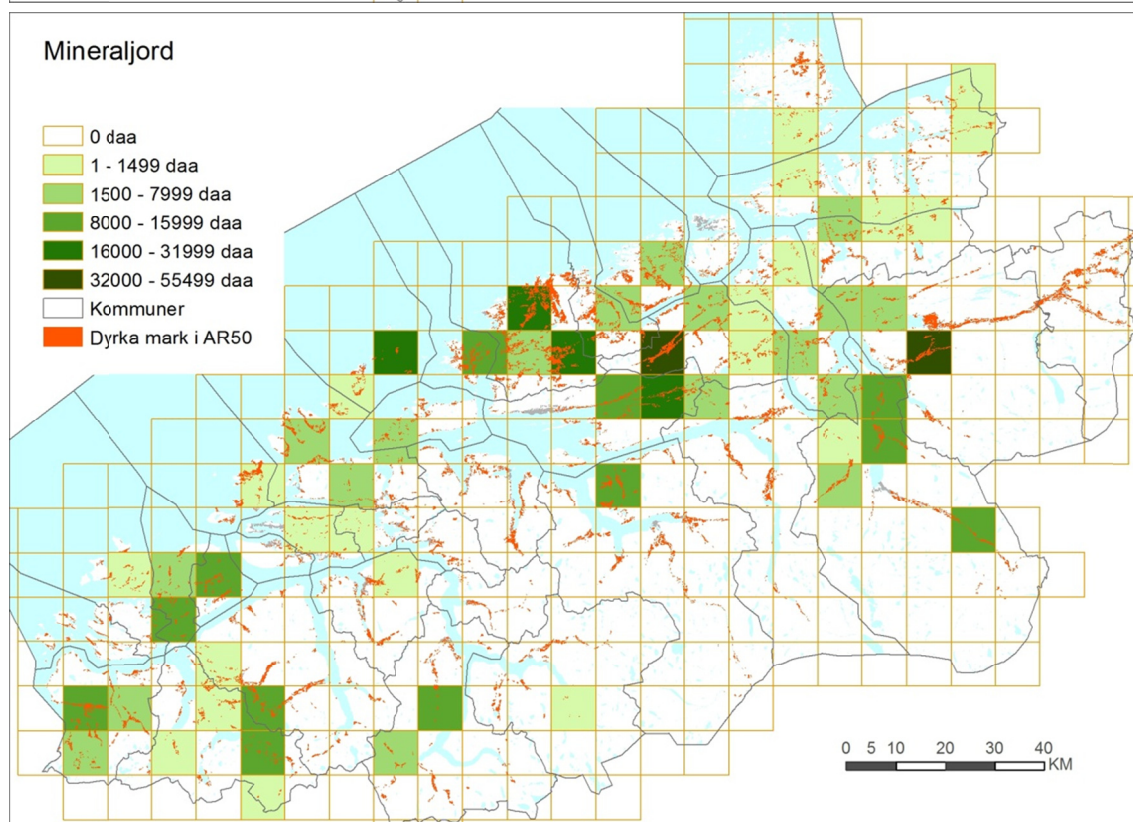 Mineraljord
0 daa
1 - 1499 daa
1500 - 7999 daa
8000 - 15999 daa
16000 - 31999 daa
32000 - 55499 daa
Kommuner
Dyrka mark i AR50
0 5 10 20 30 40
KM